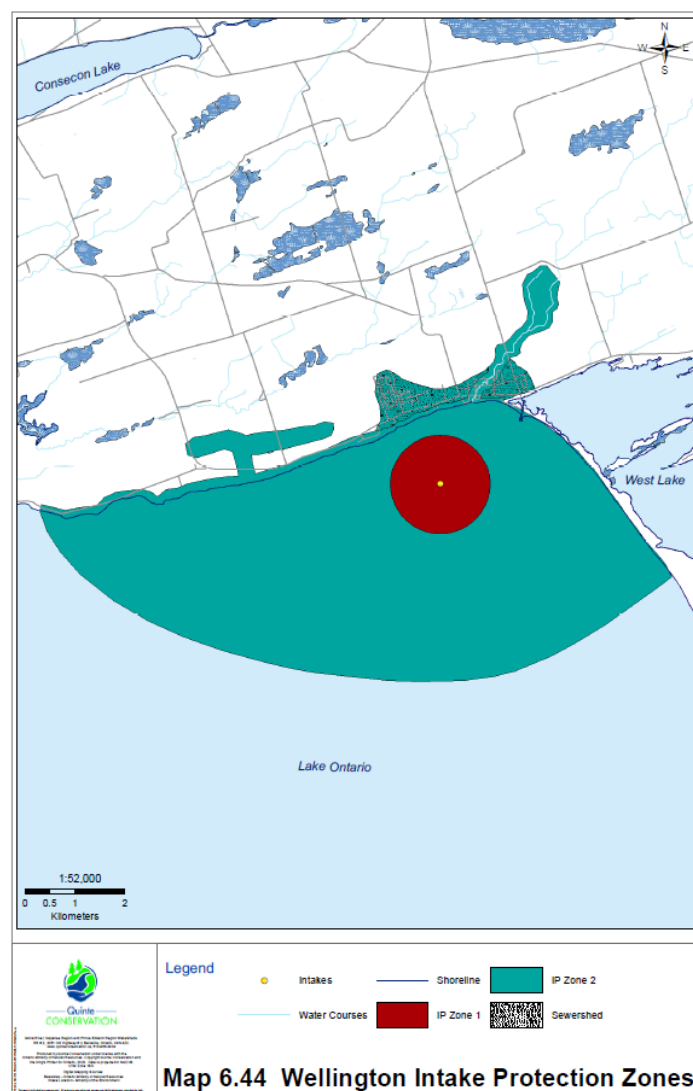 N
W E
S
Consecon Lake
West Lake
Lake Ontario
1:52,000
0 0.5 1 2
Kilometers
Legend
Intakes
Shoreline
IP Zone 2
Water Courses
IP Zone 1
Sewershed
Quinte
CONSERVATION
Map 6.44 Wellington Intake Protection Zones